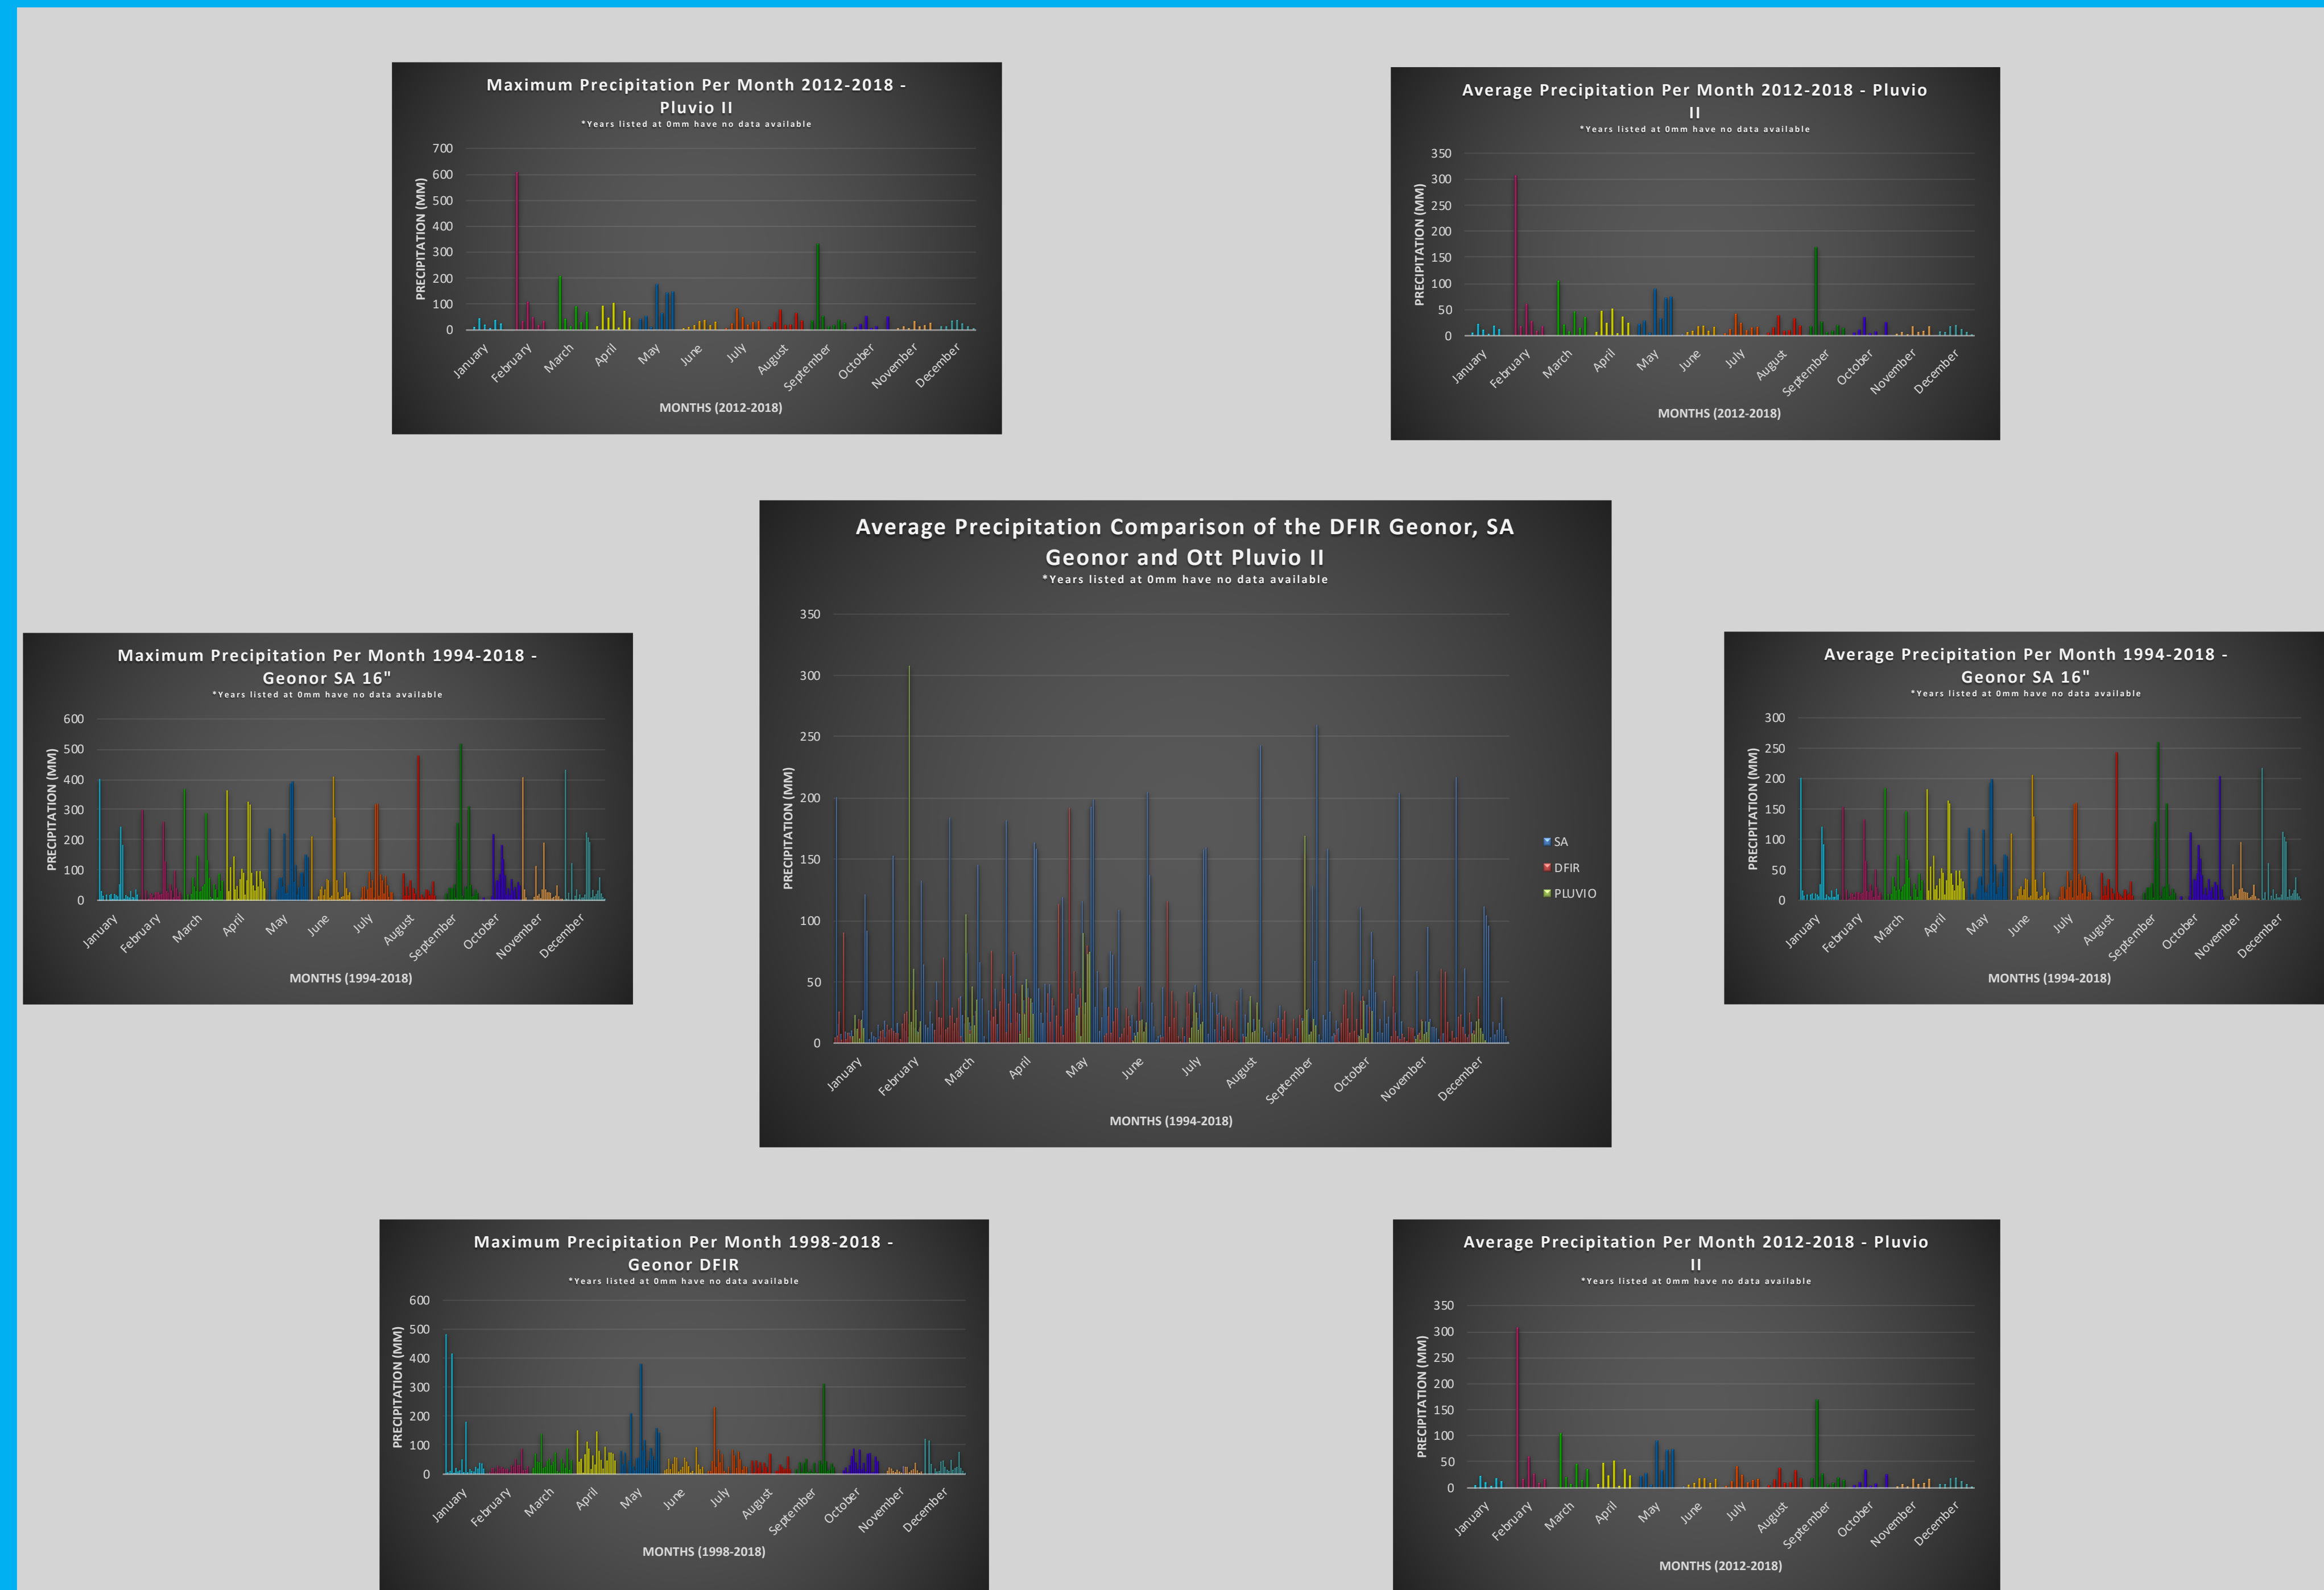 Maximum Precipitation Per Month 2012-2018 -
Pluvio II
*Years listed at 0mm have no data available
700
600
500
400
300
200
100
0
PRECIPITATION (MM)
January
February
March
April
May
June
July
August
September
October
November
December
MONTHS (2012-2018)
Average Precipitation Per Month 2012-2018 - Pluvio
II
*Years listed at 0mm have no data available
350
300
250
200
150
100
50
0
PRECIPITATION (MM)
January
February
March
April
May
June
July
August
September
October
November
December
MONTHS (2012-2018)
Average Precipitation Comparison of the DFIR Geonor, SA
Geonor and Ott Pluvio II
*Years listed at 0mm have no data available
350
300
250
200
150
100
50
0
PRECIPITATION (MM)
January
February
March
April
May
June
July
August
September
October
November
December
MONTHS (1994-2018)
SA
DFIR
PLUVIO
Maximum Precipitation Per Month 1994-2018 -
Geonor SA 16"
*Years listed at 0mm have no data available
600
500
400
300
200
100
0
PRECIPITATION (MM)
January
February
March
April
May
June
July
August
September
October
November
December
MONTHS (1994-2018)
Average Precipitation Per Month 1994-2018 -
Geonor SA 16"
*Years listed at 0mm have no data available
300
250
200
150
100
50
0
PRECIPITATION (MM)
January
February
March
April
May
June
July
August
September
October
November
December
MONTHS (1994-2018)
Maximum Precipitation Per Month 1998-2018 -
Geonor DFIR
*Years listed at 0mm have no data available
600
500
400
300
200
100
0
PRECIPITATION (MM)
January
February
March
April
May
June
July
August
September
October
November
December
MONTHS (1998-2018)
Average Precipitation Per Month 2012-2018 - Pluvio
II
*Years listed at 0mm have no data available
350
300
250
200
150
100
50
0
PRECIPITATION (MM)
January
February
March
April
May
June
July
August
September
October
November
December
MONTHS (2012-2018)